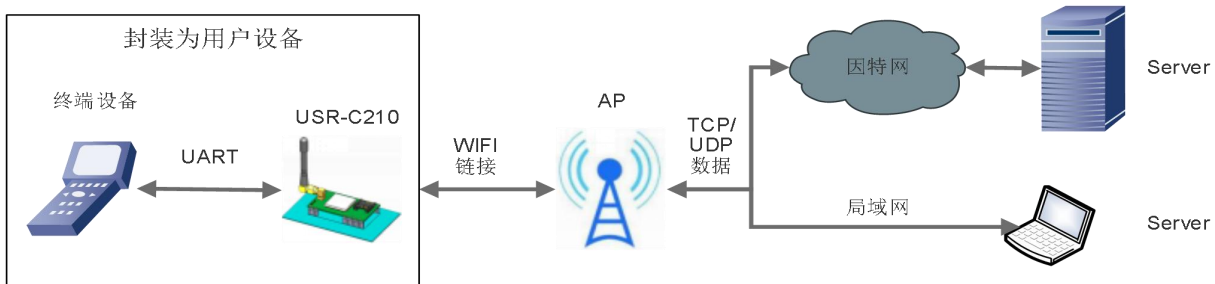 封装为用户设备
终端设备
USR-C210
UART
WIFI
链接
AP
TCP/
UDP
数据
因特网
Server
局域网
Server